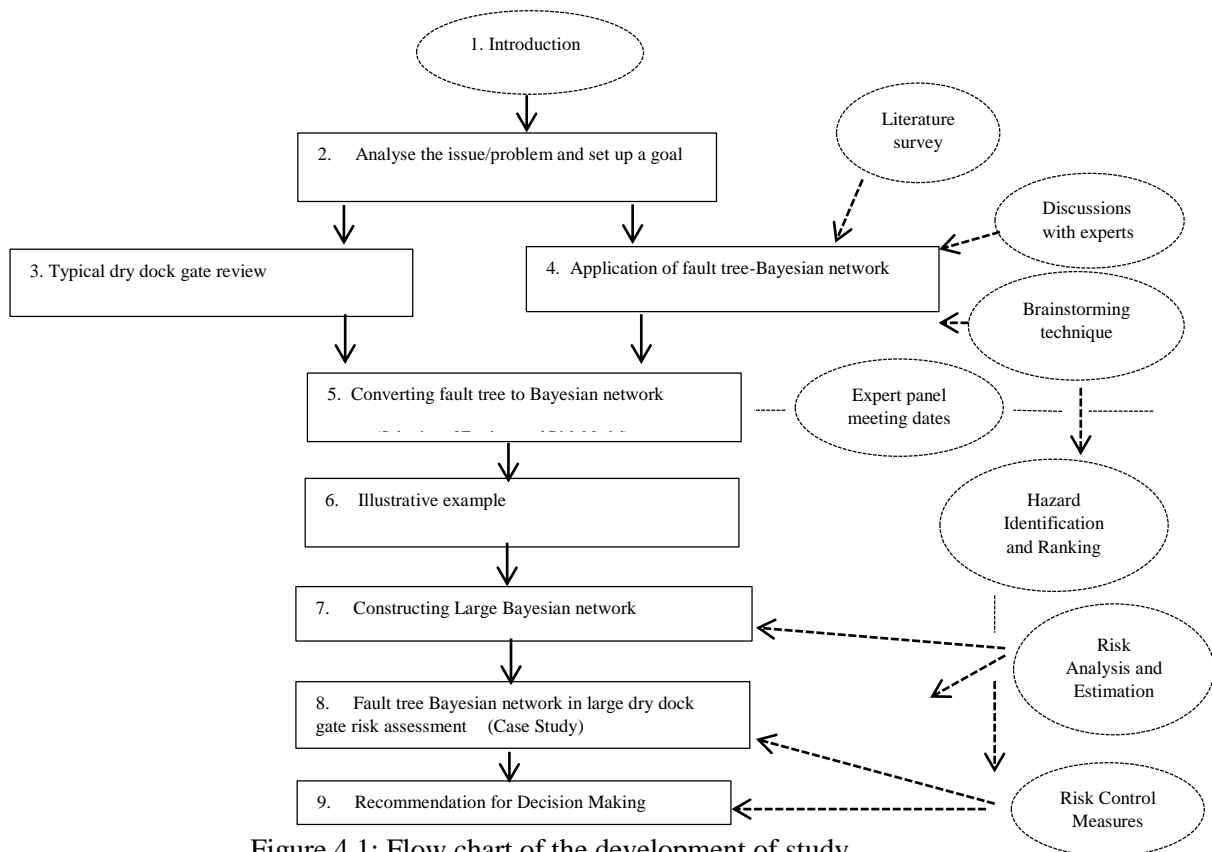 1. Introduction
2. Analyse the issue/problem and set up a goal
Literature
survey
Discussions
with experts
3. Typical dry dock gate review
4. Application of fault tree-Bayesian network
Brainstorming
technique
5. Converting fault tree to Bayesian network
Expert panel
meeting dates
6. Illustrative example
Hazard
Identification
and Ranking
7. Constructing Large Bayesian network
Risk
Analysis and
Estimation
8. Fault tree Bayesian network in large dry dock
gate risk assessment (Case Study)
9. Recommendation for Decision Making
Risk Control
Measures
Figure 4.1: Flow chart of the development of study